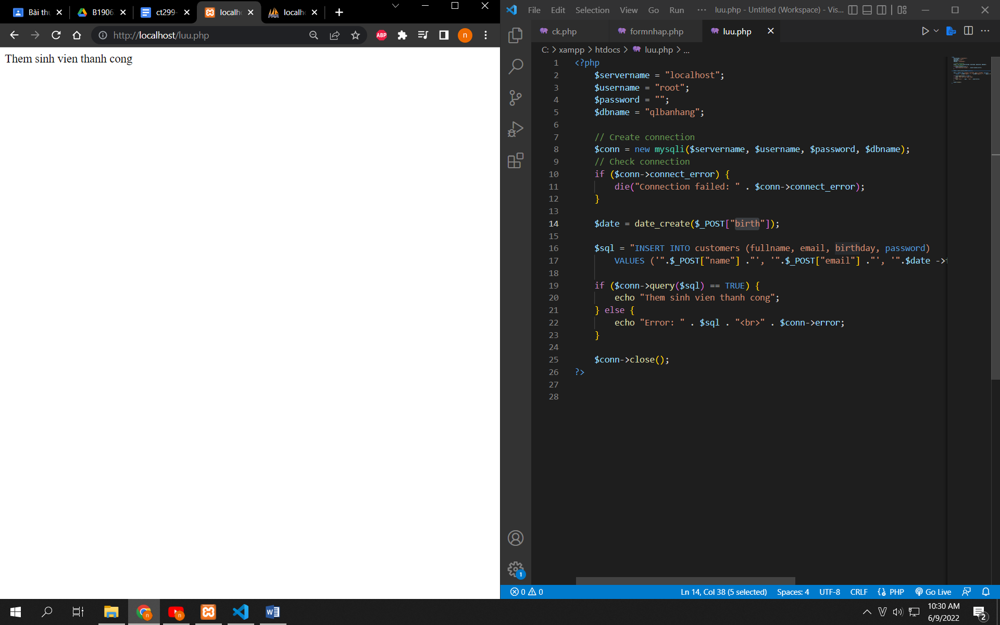 Bài th
B1906
ct299-
localh
localh
http://localhost/luu.php
ABP
n
Them sinh vien thanh cong
File Edit Selection View Go Run ··· luu.php - Untitled (Workspace) - Vis...
ck.php
formnhap.php
luu.php
C: > xampp > htdocs > luu.php > ...
1 <?php
2 $servername = "localhost";
3 $username = "root";
4 $password = "";
5 $dbname = "qlbanhang";
6
7 // Create connection
8 $conn = new mysqli($servername, $username, $password, $dbname);
9 // Check connection
10 if ($conn->connect_error) {
11 die("Connection failed: " . $conn->connect_error);
12 }
13
14 $date = date_create($_POST["birth"]);
15
16 $sql = "INSERT INTO customers (fullname, email, birthday, password)
17 VALUES ('".$_POST["name"] ."', '".$_POST["email"] ."', '".$date ->
18
19 if ($conn->query($sql) == TRUE) {
20 echo "Them sinh vien thanh cong";
21 } else {
22 echo "Error: " . $sql . "<br>" . $conn->error;
23 }
24
25 $conn->close();
26 ?>
27
28
1
0 0 Ln 14, Col 38 (5 selected) Spaces: 4 UTF-8 CRLF PHP Go Live
n
n
W
V
10:30 AM
6/9/2022
2